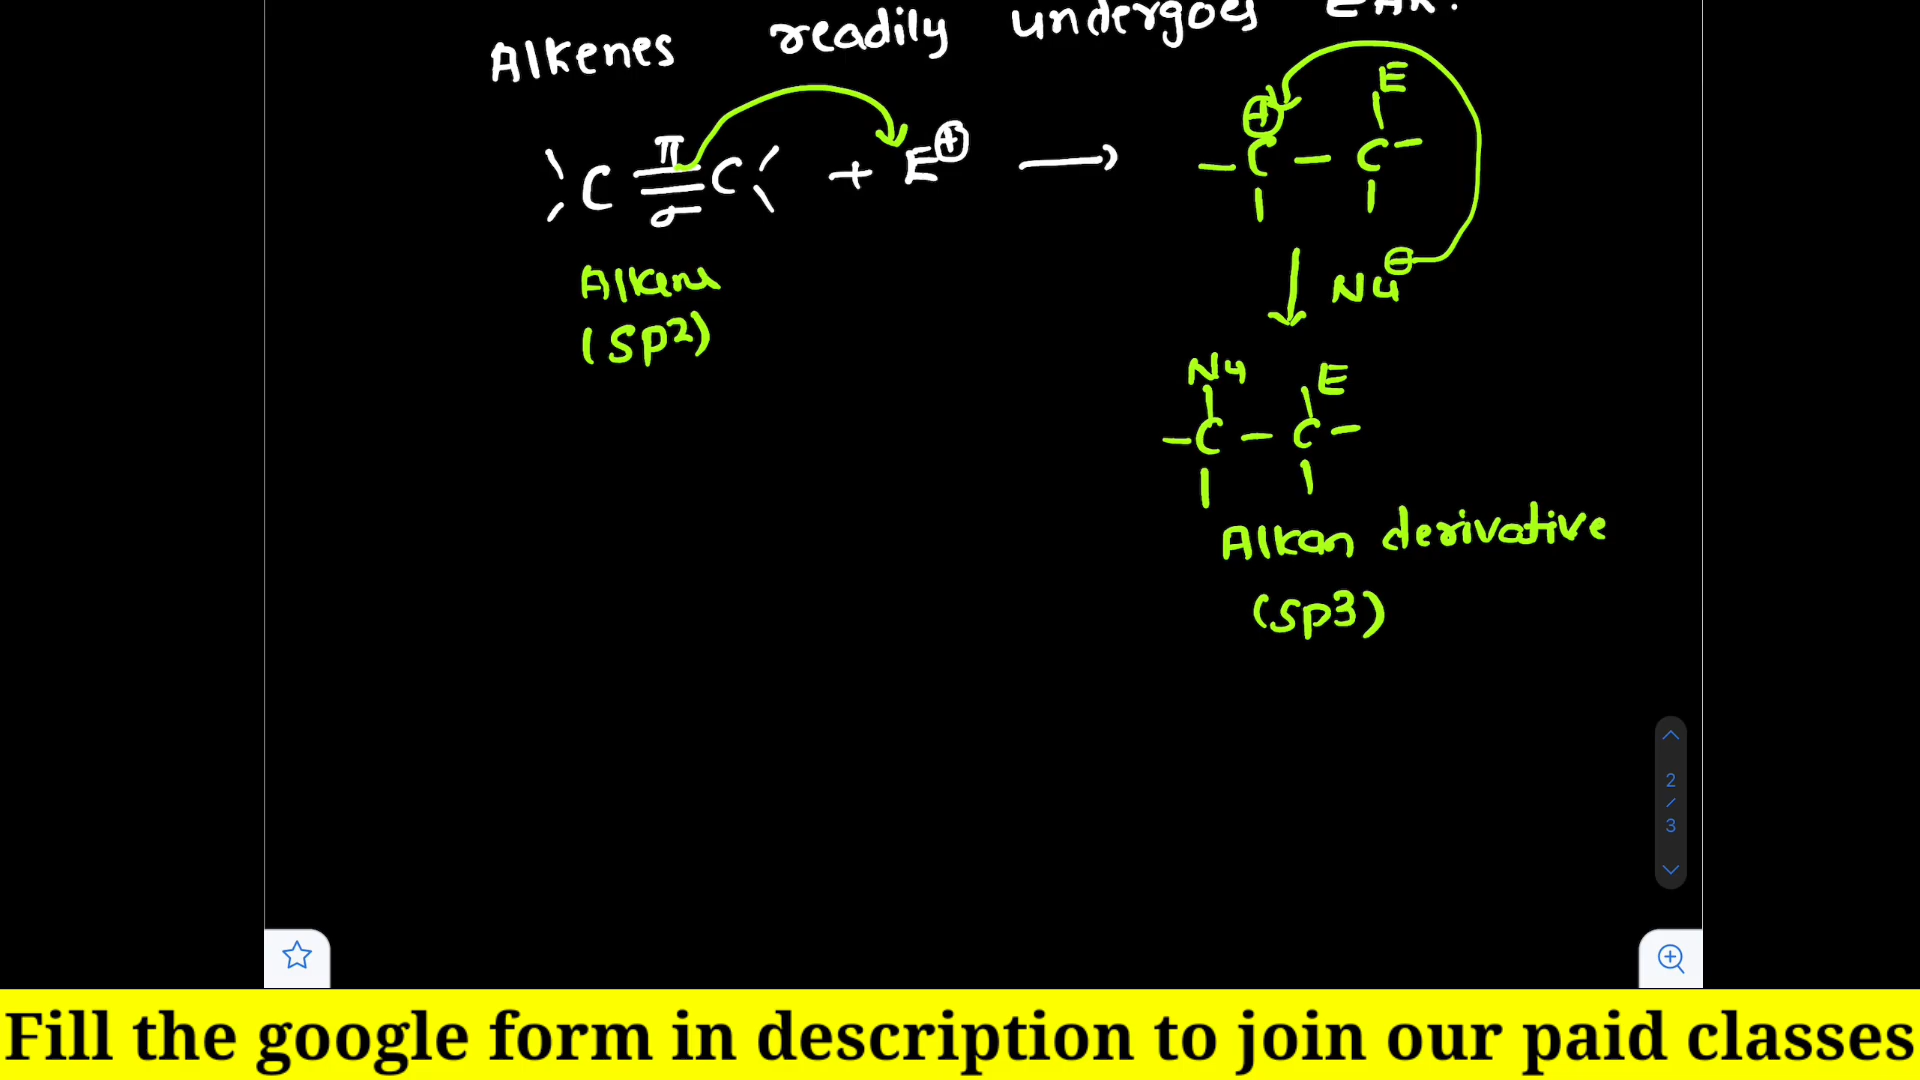 Alkenes readily undergoes EAR.
π
C = C + E⊕ →
σ
Alkene
(sp2)
E
⊕
– C – C –
Nu⊖
Nu E
– C – C –
Alkan derivative
(sp3)
2
/
3
Fill the google form in description to join our paid classes